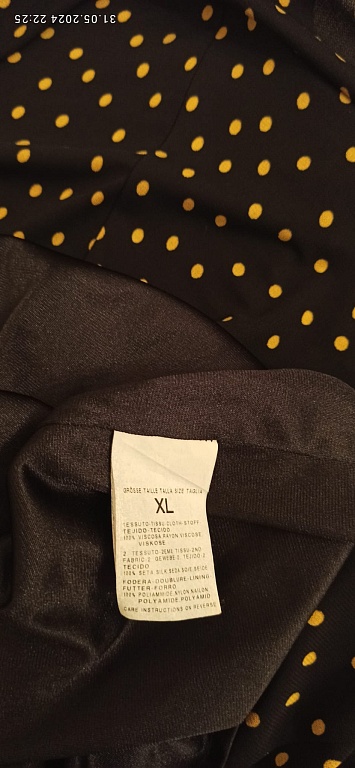 31.05.2024 22:25
GRÖSSE TAILLE TALLA SIZE TAGLIA
XL
TESSUTO-TISSU CLOTH-STOFF
TEJIDO-TECIDO
100% VISCOSA RAYON VISCOSE
VISKOSE
2. TESSUTO-2EME TISSU-2ND
FABRIC-2. GEWEBE-2. TEJIDO-2.
TECIDO
100% SETA SILK SEDA SOIE SEIDE
FODERA-DOUBLURE-LINING
FUTTER-FORRO
100% POLIAMMIDE NYLON NAILON
POLYAMIDE POLYAMID
CARE INSTRUCTIONS ON REVERSE